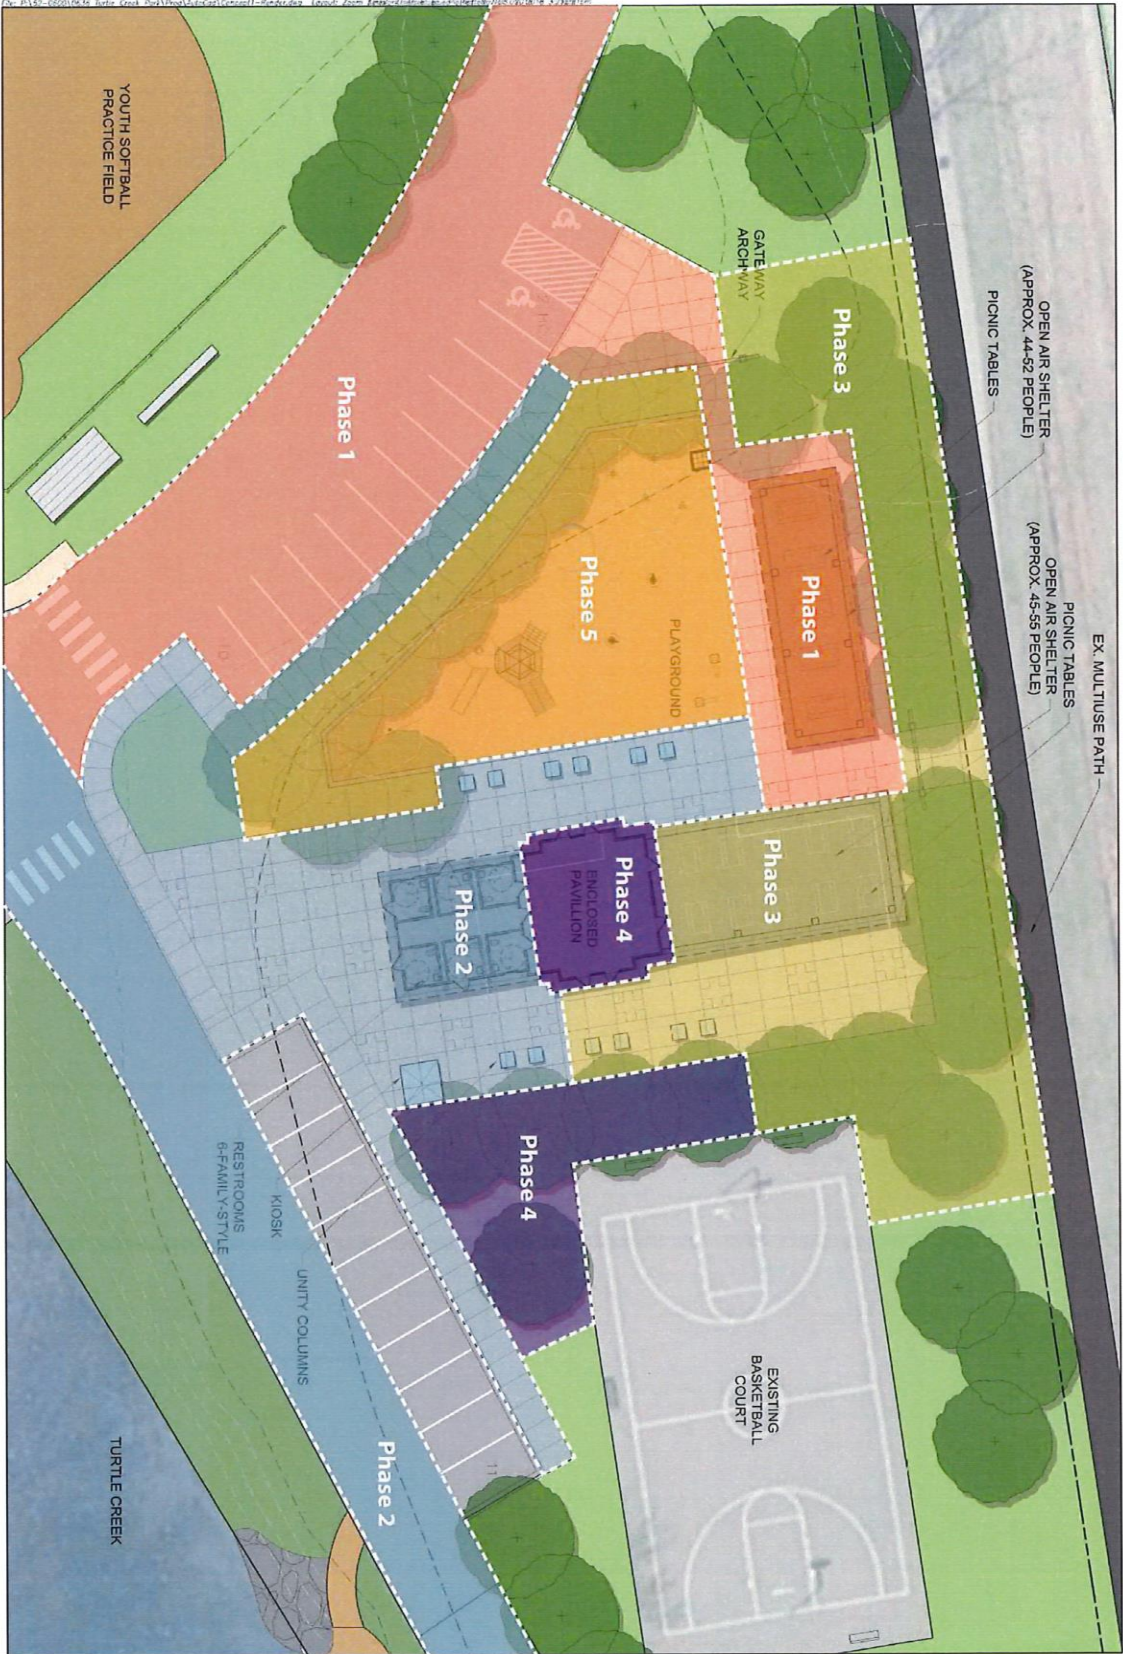 YOUTH SOFTBALL
PRACTICE FIELD
GATEWAY
ARCHWAY
OPEN AIR SHELTER
(APPROX. 44-52 PEOPLE)
PICNIC TABLES
PICNIC TABLES
OPEN AIR SHELTER
(APPROX. 45-55 PEOPLE)
EX. MULTIUSE PATH
Phase 3
Phase 1
Phase 1
Phase 5
PLAYGROUND
10
Phase 3
Phase 4
ENCLOSED
PAVILLION
Phase 2
Phase 4
EXISTING
BASKETBALL
COURT
RESTROOMS
6-FAMILY-STYLE
KIOSK
UNITY COLUMNS
11
Phase 2
TURTLE CREEK